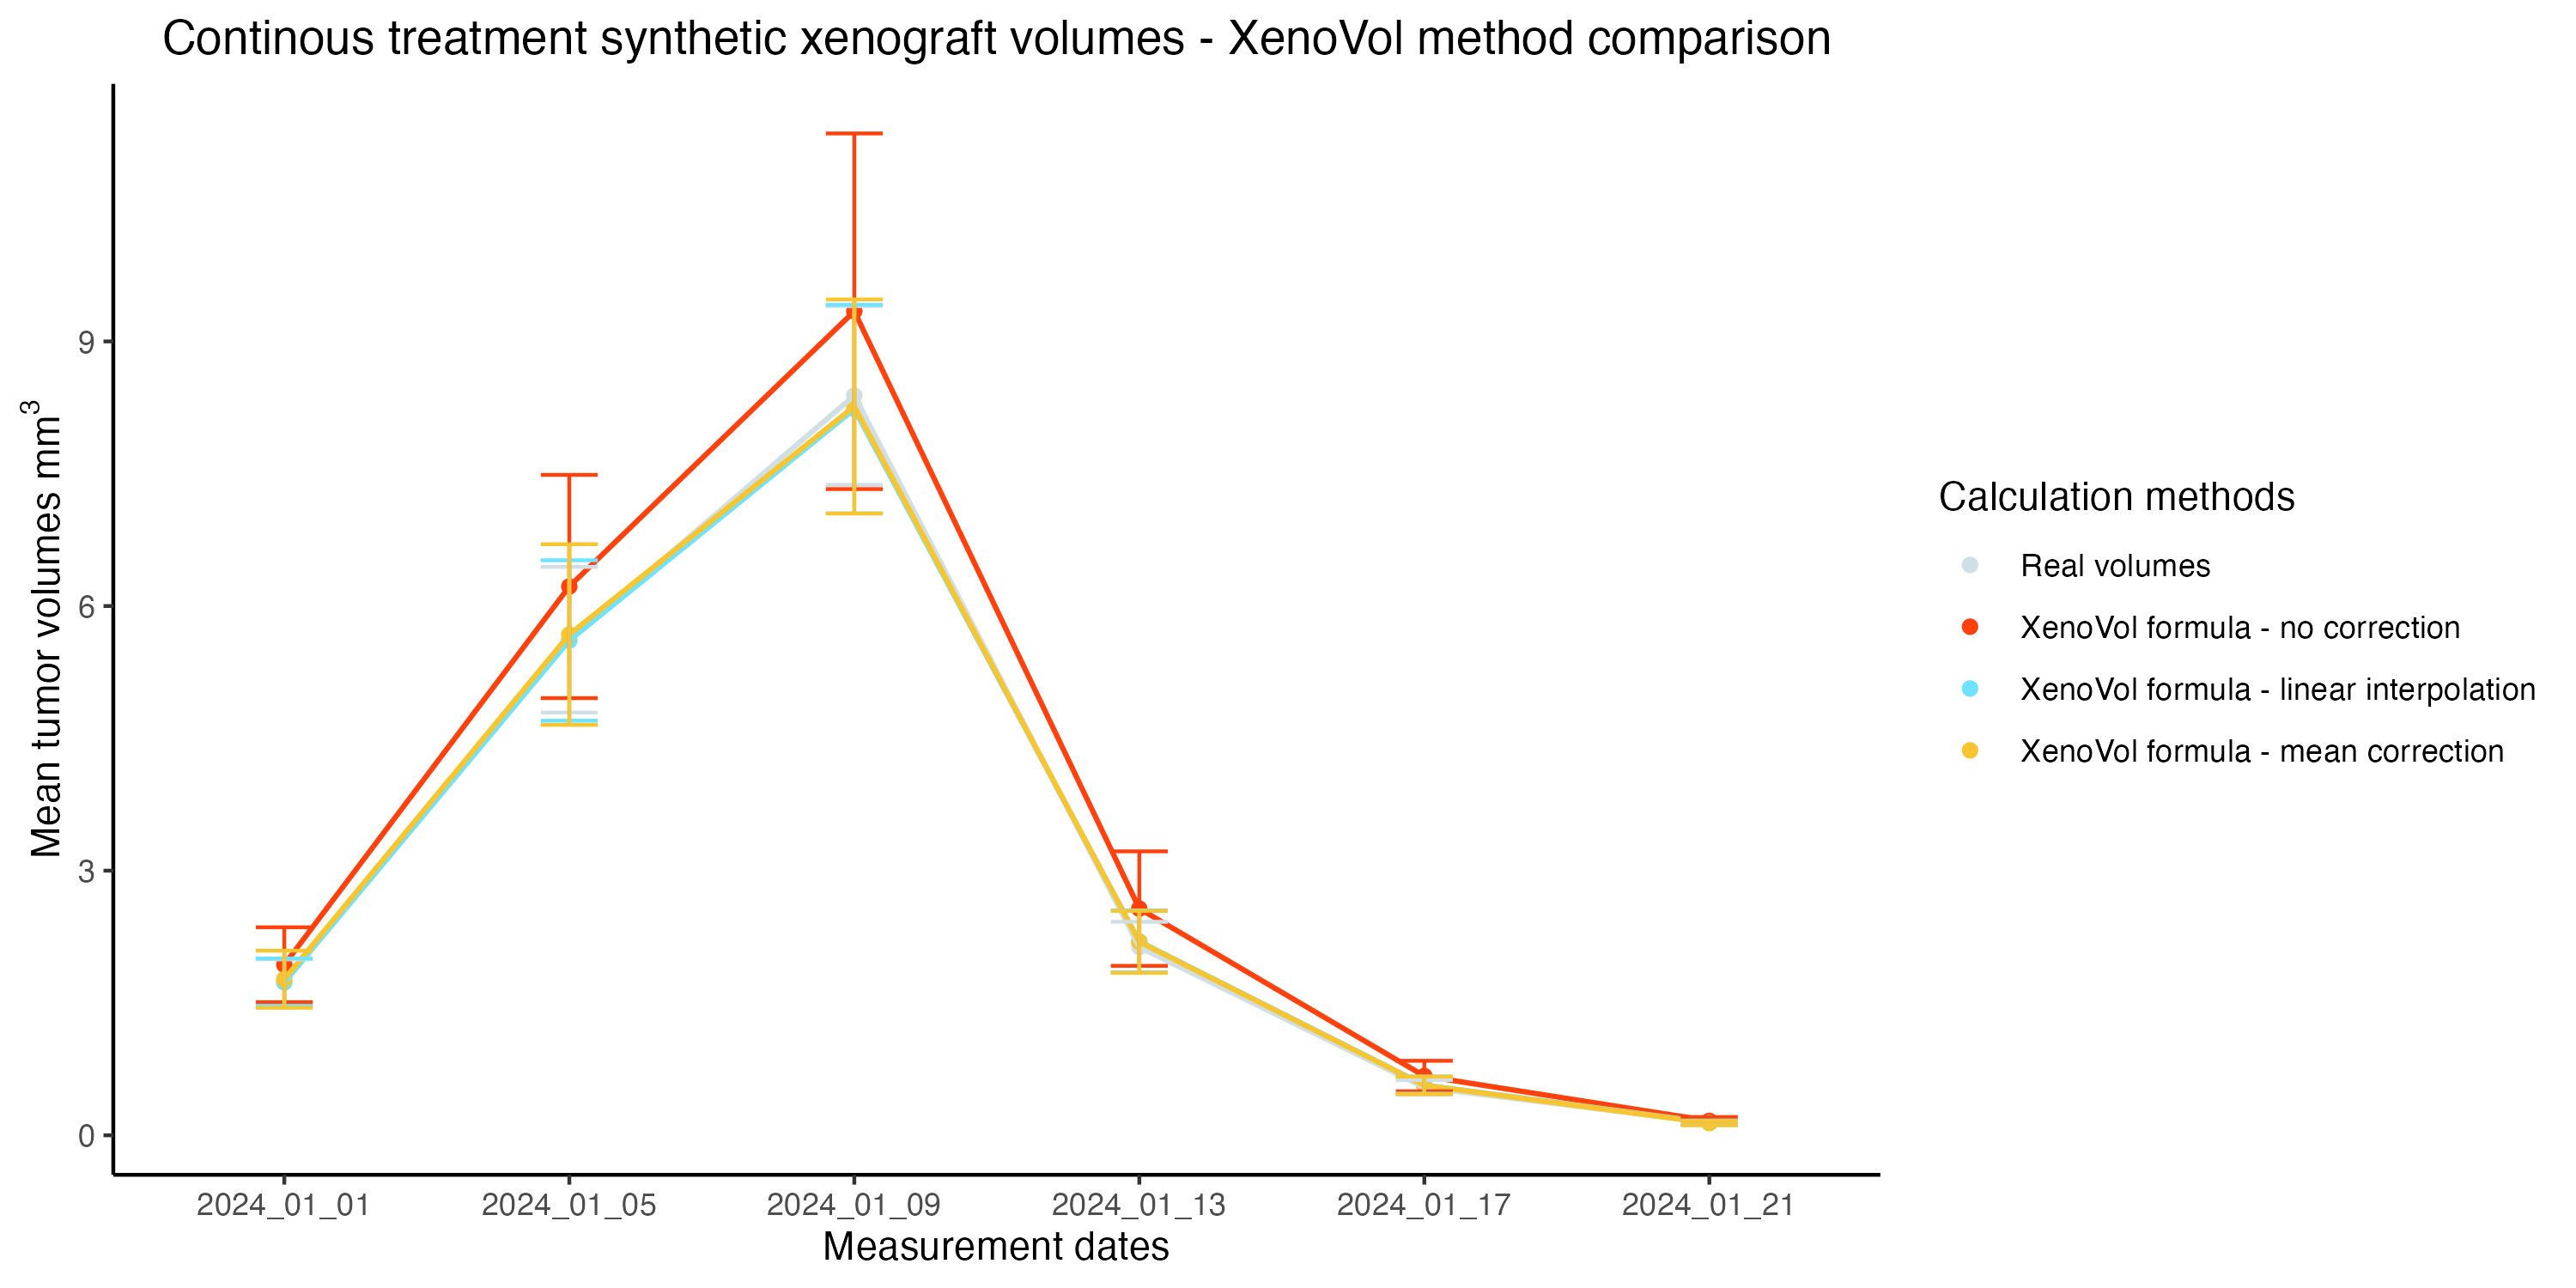 Continous treatment synthetic xenograft volumes - XenoVol method comparison
Mean tumor volumes mm³
9
6
3
0
2024_01_01 2024_01_05 2024_01_09 2024_01_13 2024_01_17 2024_01_21
Measurement dates
Calculation methods
Real volumes
XenoVol formula - no correction
XenoVol formula - linear interpolation
XenoVol formula - mean correction